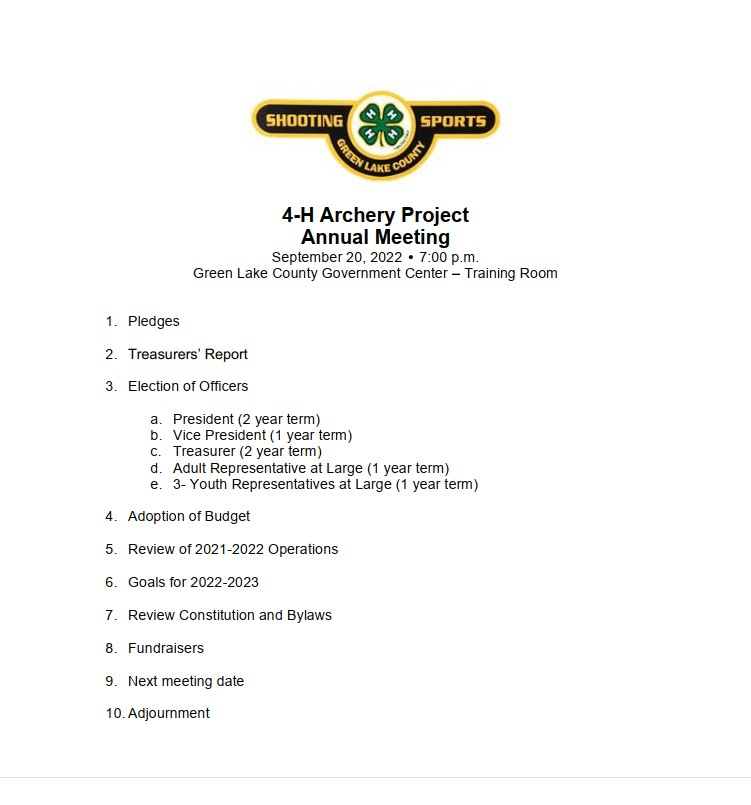 SHOOTING SPORTS
GREEN LAKE COUNTY
H H H H
4-H Archery Project
Annual Meeting
September 20, 2022 • 7:00 p.m.
Green Lake County Government Center – Training Room
1. Pledges
2. Treasurers' Report
3. Election of Officers
a. President (2 year term)
b. Vice President (1 year term)
c. Treasurer (2 year term)
d. Adult Representative at Large (1 year term)
e. 3- Youth Representatives at Large (1 year term)
4. Adoption of Budget
5. Review of 2021-2022 Operations
6. Goals for 2022-2023
7. Review Constitution and Bylaws
8. Fundraisers
9. Next meeting date
10. Adjournment